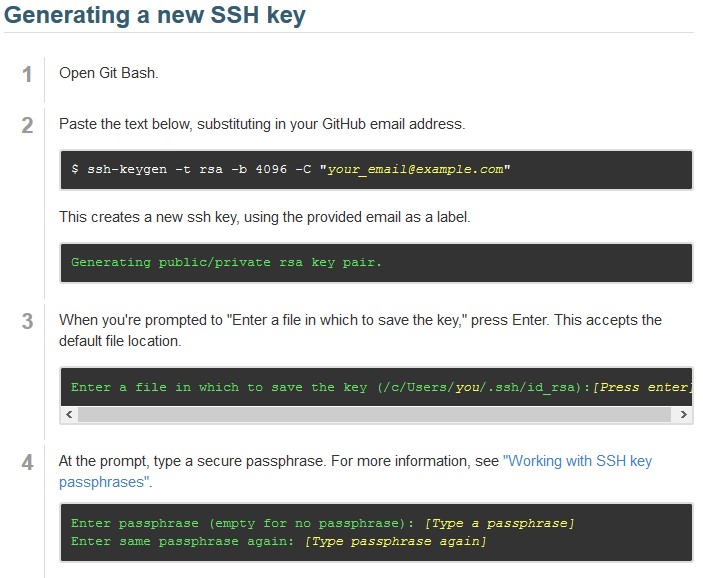 Generating a new SSH key
1
Open Git Bash.
2
Paste the text below, substituting in your GitHub email address.
$ ssh-keygen -t rsa -b 4096 -C "your_email@example.com"
This creates a new ssh key, using the provided email as a label.
Generating public/private rsa key pair.
3
When you're prompted to "Enter a file in which to save the key," press Enter. This accepts the
default file location.
Enter a file in which to save the key (/c/Users/you/.ssh/id_rsa):[Press enter]
4
At the prompt, type a secure passphrase. For more information, see "Working with SSH key
passphrases".
Enter passphrase (empty for no passphrase): [Type a passphrase]
Enter same passphrase again: [Type passphrase again]